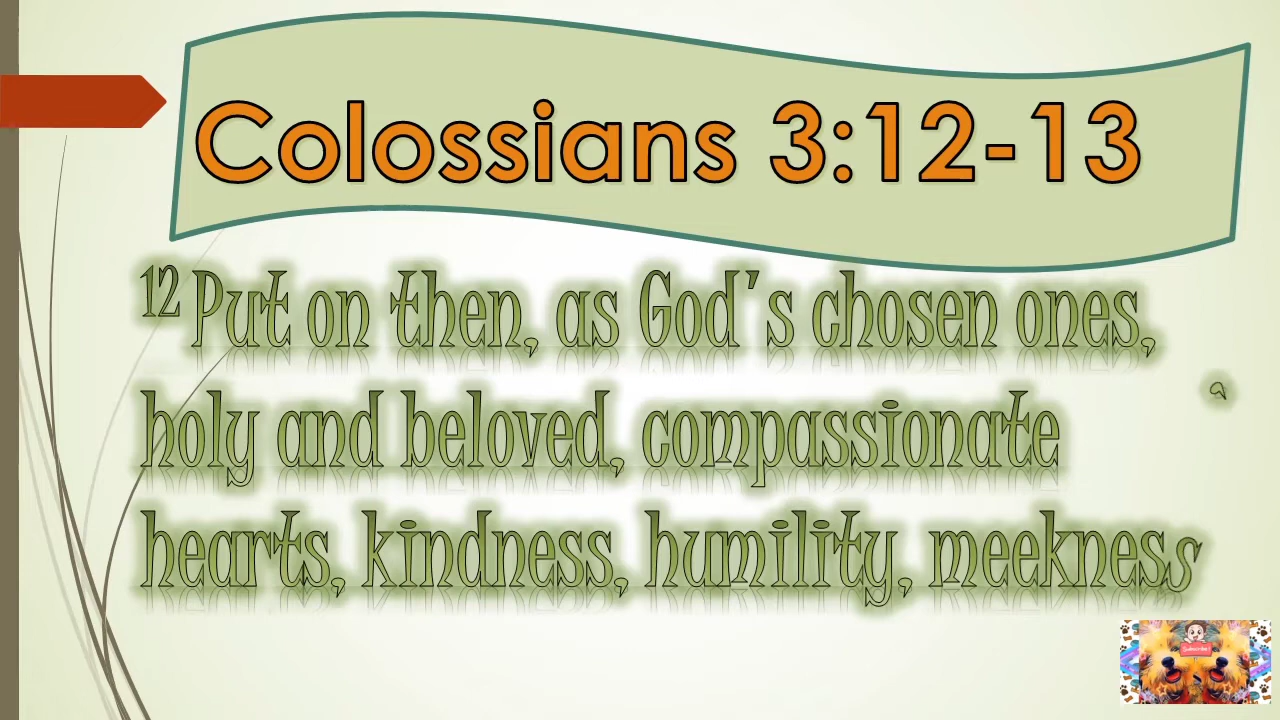 Colossians 3:12-13
12 Put on then, as God's chosen ones,
holy and beloved, compassionate
hearts, kindness, humility, meekness
a
Subscribe